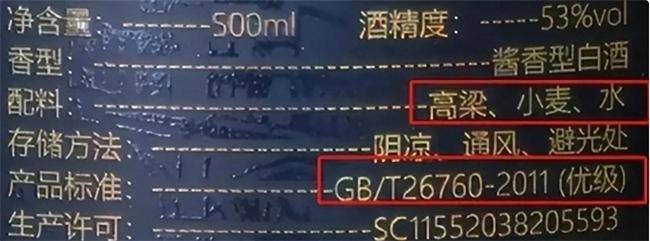 净含量 500ml 酒精度: 53%vol
香型: 酱香型白酒
配料 高粱、小麦、水
存储方法: 阴凉、通风、避光处
产品标准: GB/T26760-2011 (优级)
生产许可: SC11552038205593